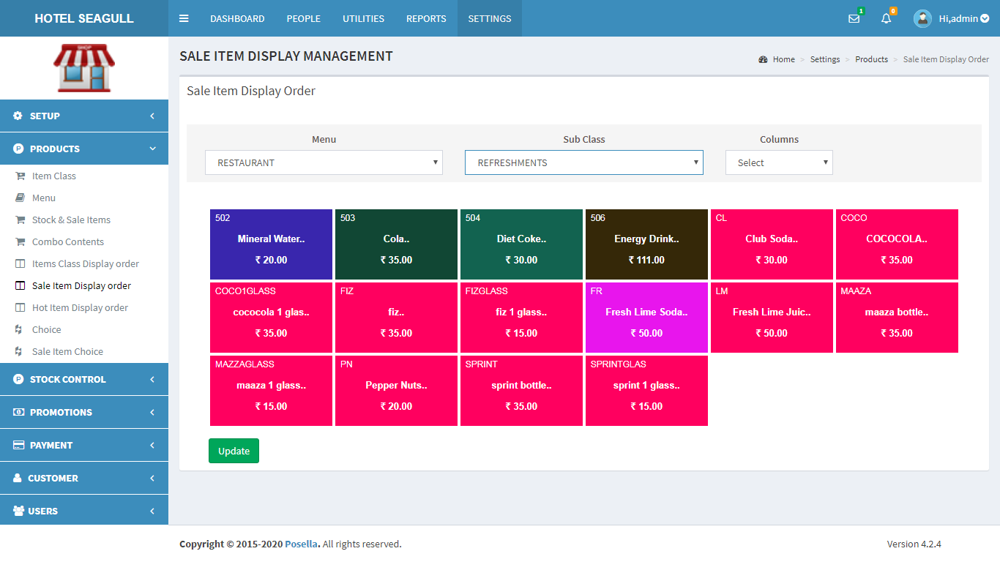 HOTEL SEAGULL
DASHBOARD PEOPLE UTILITIES REPORTS SETTINGS
1 0 Hi,admin
SHOP
SETUP
PRODUCTS
Item Class
Menu
Stock & Sale Items
Combo Contents
Items Class Display order
Sale Item Display order
Hot Item Display order
Choice
Sale Item Choice
STOCK CONTROL
PROMOTIONS
PAYMENT
CUSTOMER
USERS
SALE ITEM DISPLAY MANAGEMENT
Home > Settings > Products > Sale Item Display Order
Sale Item Display Order
Menu Sub Class Columns
RESTAURANT REFRESHMENTS Select
502 503 504 506 CL COCO
Mineral Water.. Cola.. Diet Coke.. Energy Drink.. Club Soda.. COCOCOLA..
₹ 20.00 ₹ 35.00 ₹ 30.00 ₹ 111.00 ₹ 30.00 ₹ 35.00
COCO1GLASS FIZ FIZGLASS FR LM MAAZA
cococola 1 glas.. fiz.. fiz 1 glass.. Fresh Lime Soda.. Fresh Lime Juic.. maaza bottle..
₹ 35.00 ₹ 35.00 ₹ 15.00 ₹ 50.00 ₹ 50.00 ₹ 35.00
MAZZAGLASS PN SPRINT SPRINTGLAS
maaza 1 glass.. Pepper Nuts.. sprint bottle.. sprint 1 glass..
₹ 15.00 ₹ 20.00 ₹ 35.00 ₹ 15.00
Update
Copyright © 2015-2020 Posella. All rights reserved.
Version 4.2.4